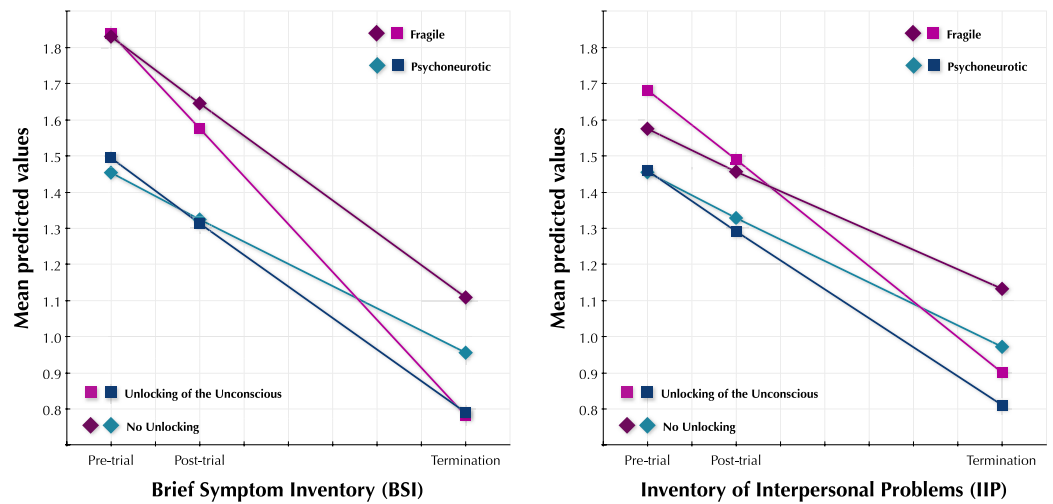 Mean predicted values
1.8
1.7
1.6
1.5
1.4
1.3
1.2
1.1
1.0
0.9
0.8
Fragile
Psychoneurotic
Unlocking of the Unconscious
No Unlocking
Pre-trial Post-trial Termination
Brief Symptom Inventory (BSI)
Mean predicted values
1.8
1.7
1.6
1.5
1.4
1.3
1.2
1.1
1.0
0.9
0.8
Fragile
Psychoneurotic
Unlocking of the Unconscious
No Unlocking
Pre-trial Post-trial Termination
Inventory of Interpersonal Problems (IIP)